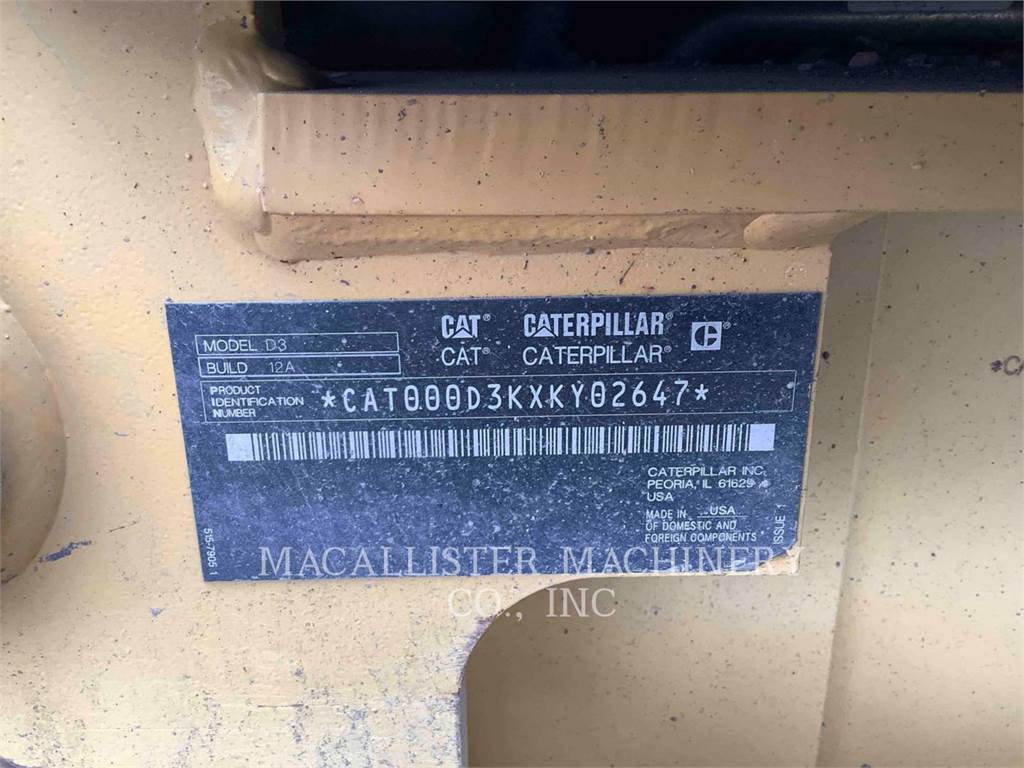 CAT® CATERPILLAR® C®
CAT® CATERPILLAR®
MODEL D3
BUILD 12A
PRODUCT
IDENTIFICATION
NUMBER
*CAT000D3KXKY02647*
CATERPILLAR INC.
PEORIA, IL 61629
USA
MADE IN USA
OF DOMESTIC AND
FOREIGN COMPONENTS
ISSUE 1
515-7905 1
MACALLISTER MACHINERY
CO., INC